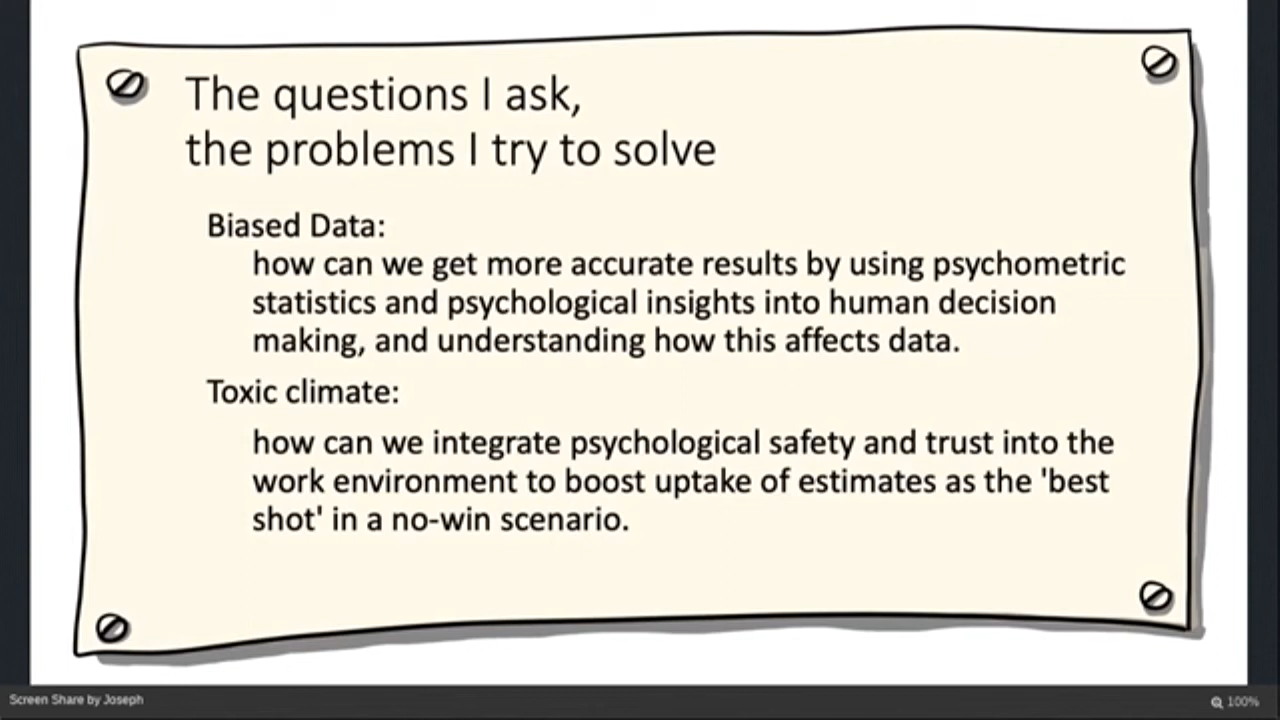 The questions I ask,
the problems I try to solve
Biased Data:
how can we get more accurate results by using psychometric
statistics and psychological insights into human decision
making, and understanding how this affects data.
Toxic climate:
how can we integrate psychological safety and trust into the
work environment to boost uptake of estimates as the 'best
shot' in a no-win scenario.
Screen Share by Joseph
100%